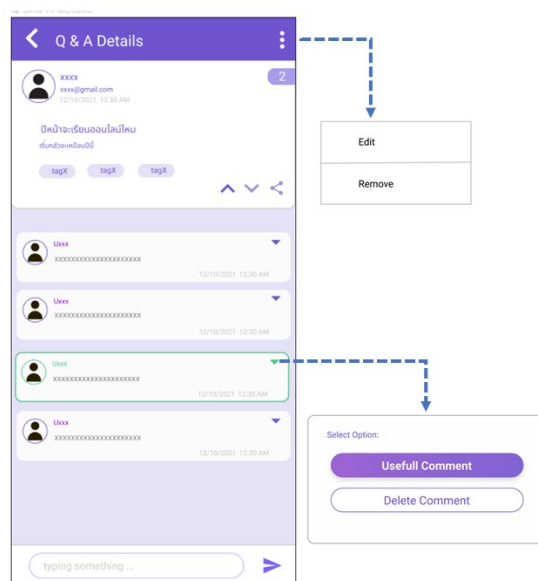 Q & A Details
2
xxxx
xxxx@gmail.com
12/10/2021 12:30 AM
ปีหน้าจะเรียนออนไลน์ไหม
เริ่มกลัวจะเหมือนปีนี้
tagX tagX tagX
Uxxx
xxxxxxxxxxxxxxxxxxxxx
12/10/2021 12:30 AM
Uxxx
xxxxxxxxxxxxxxxxxxxxx
12/10/2021 12:30 AM
Uxxx
xxxxxxxxxxxxxxxxxxxxx
12/10/2021 12:30 AM
Uxxx
xxxxxxxxxxxxxxxxxxxxx
12/10/2021 12:30 AM
typing something ...
Edit
Remove
Select Option:
Usefull Comment
Delete Comment